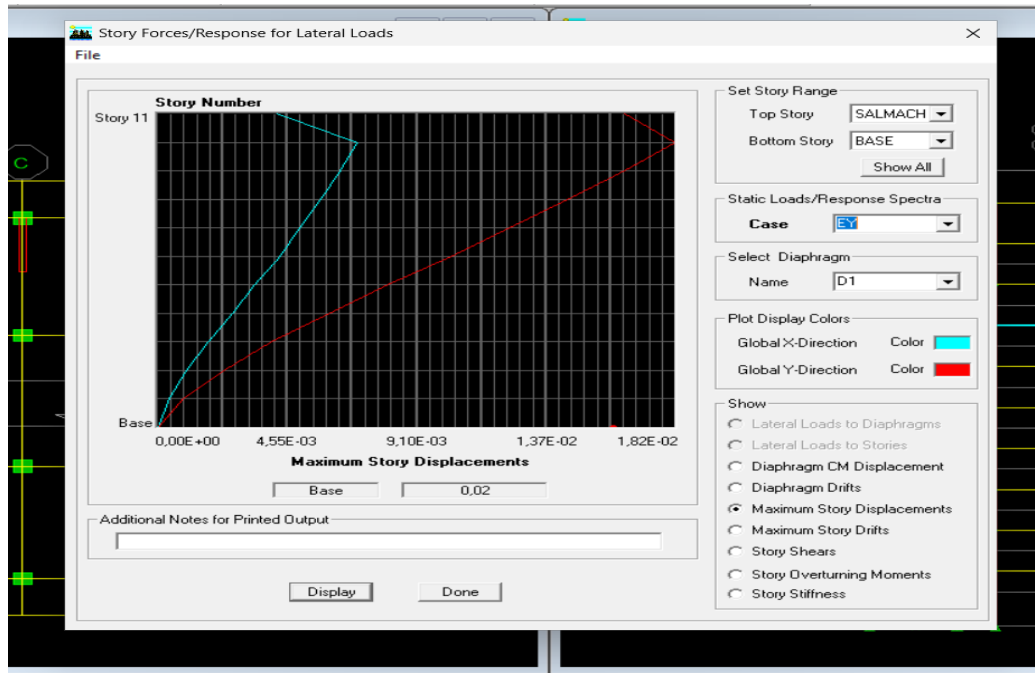 Story Forces/Response for Lateral Loads
File
Story Number
Story 11
Base
0,00E+00 4,55E-03 9,10E-03 1,37E-02 1,82E-02
Maximum Story Displacements
Base 0,02
Additional Notes for Printed Output
Display Done
Set Story Range
Top Story SALMACH
Bottom Story BASE
Show All
Static Loads/Response Spectra
Case EY
Select Diaphragm
Name D1
Plot Display Colors
Global X-Direction Color
Global Y-Direction Color
Show
Lateral Loads to Diaphragms
Lateral Loads to Stories
Diaphragm CM Displacement
Diaphragm Drifts
Maximum Story Displacements
Maximum Story Drifts
Story Shears
Story Overturning Moments
Story Stiffness
C